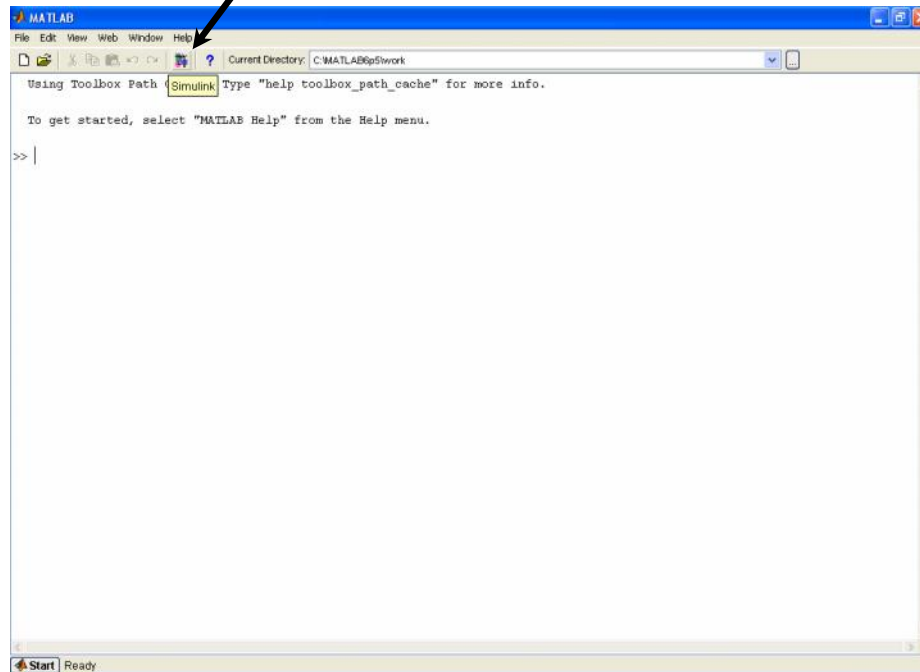 MATLAB
File Edit View Web Window Help
? Current Directory: C:\MATLAB6p5\work ...
Using Toolbox Path Type "help toolbox_path_cache" for more info.
Simulink
To get started, select "MATLAB Help" from the Help menu.
>>
Start Ready